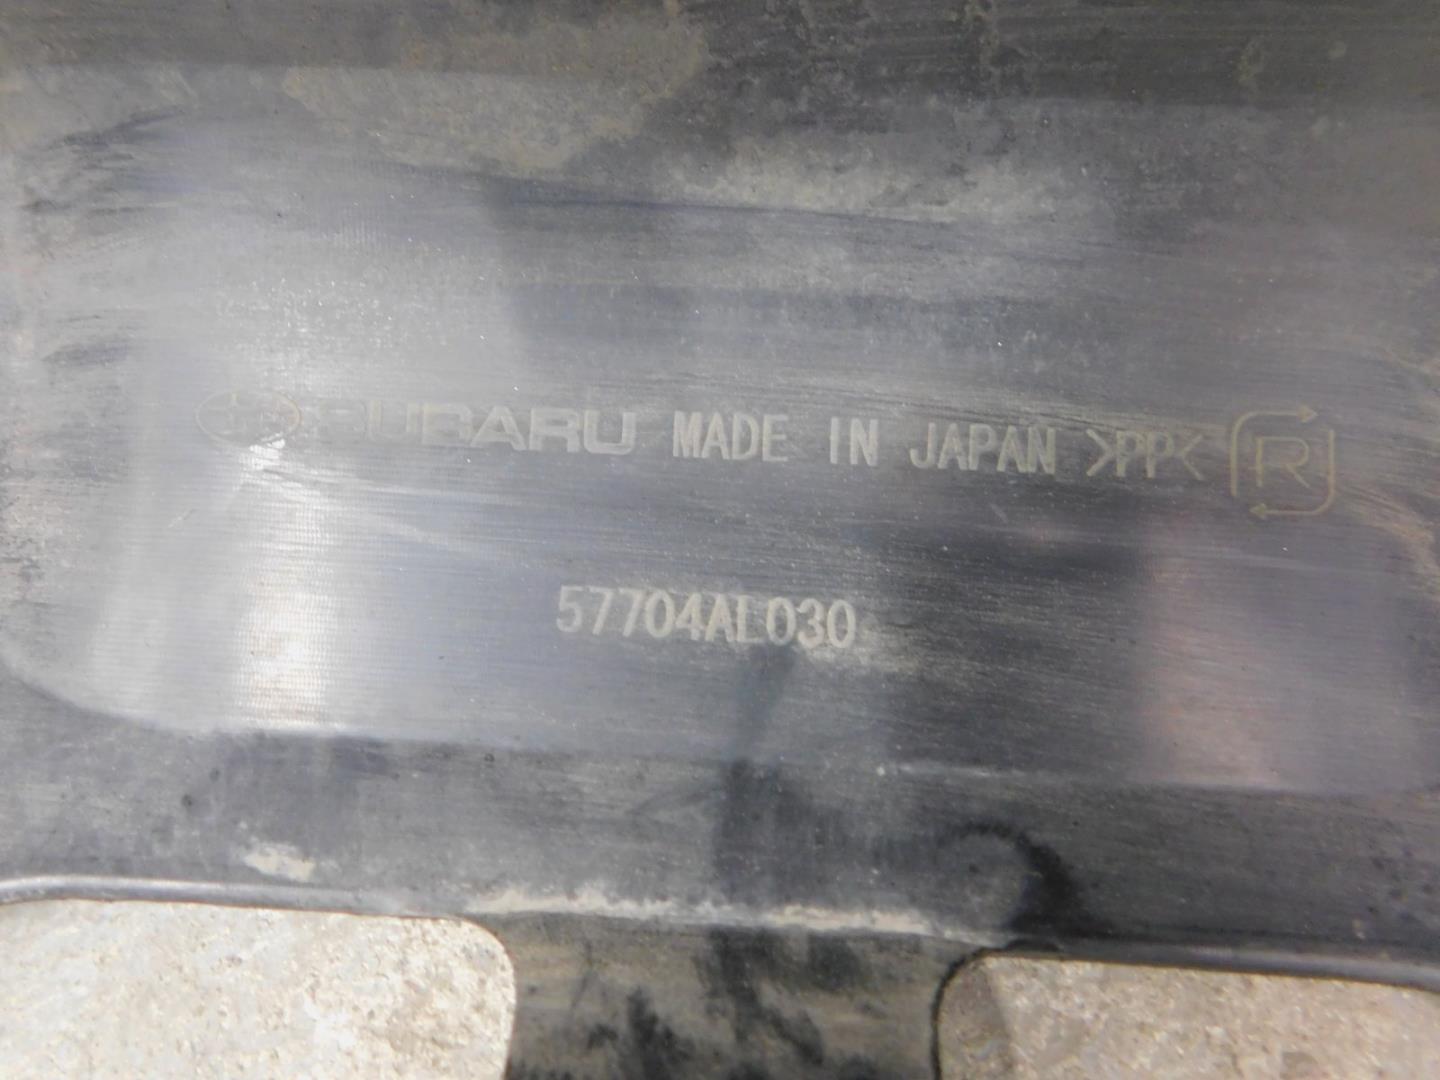 SUBARU MADE IN JAPAN >PP< R
57704AL030